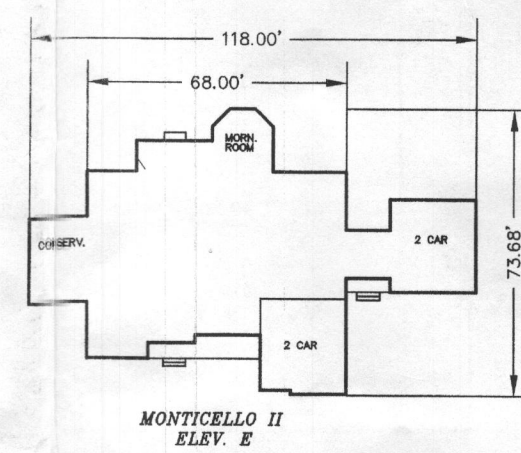 118.00'
68.00'
MORN.
ROOM
CONSERV.
2 CAR
73.68'
2 CAR
MONTICELLO II
ELEV. E